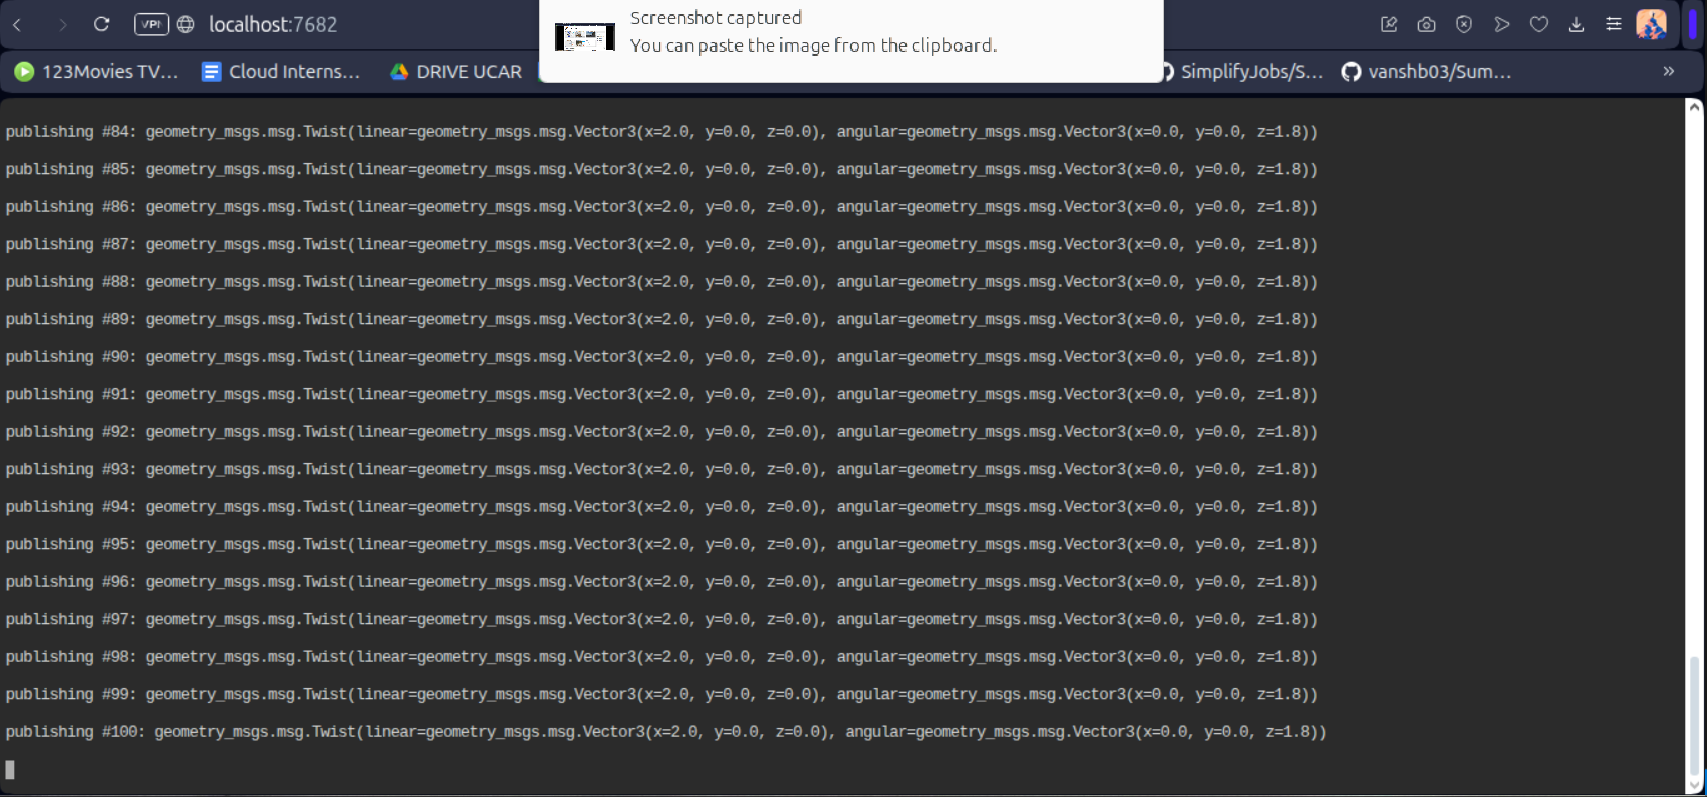 VPN
localhost:7682
Screenshot captured
You can paste the image from the clipboard.
123Movies TV...
Cloud Interns...
DRIVE UCAR
SimplifyJobs/S...
vanshb03/Sum...
»
publishing #84: geometry_msgs.msg.Twist(linear=geometry_msgs.msg.Vector3(x=2.0, y=0.0, z=0.0), angular=geometry_msgs.msg.Vector3(x=0.0, y=0.0, z=1.8))
publishing #85: geometry_msgs.msg.Twist(linear=geometry_msgs.msg.Vector3(x=2.0, y=0.0, z=0.0), angular=geometry_msgs.msg.Vector3(x=0.0, y=0.0, z=1.8))
publishing #86: geometry_msgs.msg.Twist(linear=geometry_msgs.msg.Vector3(x=2.0, y=0.0, z=0.0), angular=geometry_msgs.msg.Vector3(x=0.0, y=0.0, z=1.8))
publishing #87: geometry_msgs.msg.Twist(linear=geometry_msgs.msg.Vector3(x=2.0, y=0.0, z=0.0), angular=geometry_msgs.msg.Vector3(x=0.0, y=0.0, z=1.8))
publishing #88: geometry_msgs.msg.Twist(linear=geometry_msgs.msg.Vector3(x=2.0, y=0.0, z=0.0), angular=geometry_msgs.msg.Vector3(x=0.0, y=0.0, z=1.8))
publishing #89: geometry_msgs.msg.Twist(linear=geometry_msgs.msg.Vector3(x=2.0, y=0.0, z=0.0), angular=geometry_msgs.msg.Vector3(x=0.0, y=0.0, z=1.8))
publishing #90: geometry_msgs.msg.Twist(linear=geometry_msgs.msg.Vector3(x=2.0, y=0.0, z=0.0), angular=geometry_msgs.msg.Vector3(x=0.0, y=0.0, z=1.8))
publishing #91: geometry_msgs.msg.Twist(linear=geometry_msgs.msg.Vector3(x=2.0, y=0.0, z=0.0), angular=geometry_msgs.msg.Vector3(x=0.0, y=0.0, z=1.8))
publishing #92: geometry_msgs.msg.Twist(linear=geometry_msgs.msg.Vector3(x=2.0, y=0.0, z=0.0), angular=geometry_msgs.msg.Vector3(x=0.0, y=0.0, z=1.8))
publishing #93: geometry_msgs.msg.Twist(linear=geometry_msgs.msg.Vector3(x=2.0, y=0.0, z=0.0), angular=geometry_msgs.msg.Vector3(x=0.0, y=0.0, z=1.8))
publishing #94: geometry_msgs.msg.Twist(linear=geometry_msgs.msg.Vector3(x=2.0, y=0.0, z=0.0), angular=geometry_msgs.msg.Vector3(x=0.0, y=0.0, z=1.8))
publishing #95: geometry_msgs.msg.Twist(linear=geometry_msgs.msg.Vector3(x=2.0, y=0.0, z=0.0), angular=geometry_msgs.msg.Vector3(x=0.0, y=0.0, z=1.8))
publishing #96: geometry_msgs.msg.Twist(linear=geometry_msgs.msg.Vector3(x=2.0, y=0.0, z=0.0), angular=geometry_msgs.msg.Vector3(x=0.0, y=0.0, z=1.8))
publishing #97: geometry_msgs.msg.Twist(linear=geometry_msgs.msg.Vector3(x=2.0, y=0.0, z=0.0), angular=geometry_msgs.msg.Vector3(x=0.0, y=0.0, z=1.8))
publishing #98: geometry_msgs.msg.Twist(linear=geometry_msgs.msg.Vector3(x=2.0, y=0.0, z=0.0), angular=geometry_msgs.msg.Vector3(x=0.0, y=0.0, z=1.8))
publishing #99: geometry_msgs.msg.Twist(linear=geometry_msgs.msg.Vector3(x=2.0, y=0.0, z=0.0), angular=geometry_msgs.msg.Vector3(x=0.0, y=0.0, z=1.8))
publishing #100: geometry_msgs.msg.Twist(linear=geometry_msgs.msg.Vector3(x=2.0, y=0.0, z=0.0), angular=geometry_msgs.msg.Vector3(x=0.0, y=0.0, z=1.8))